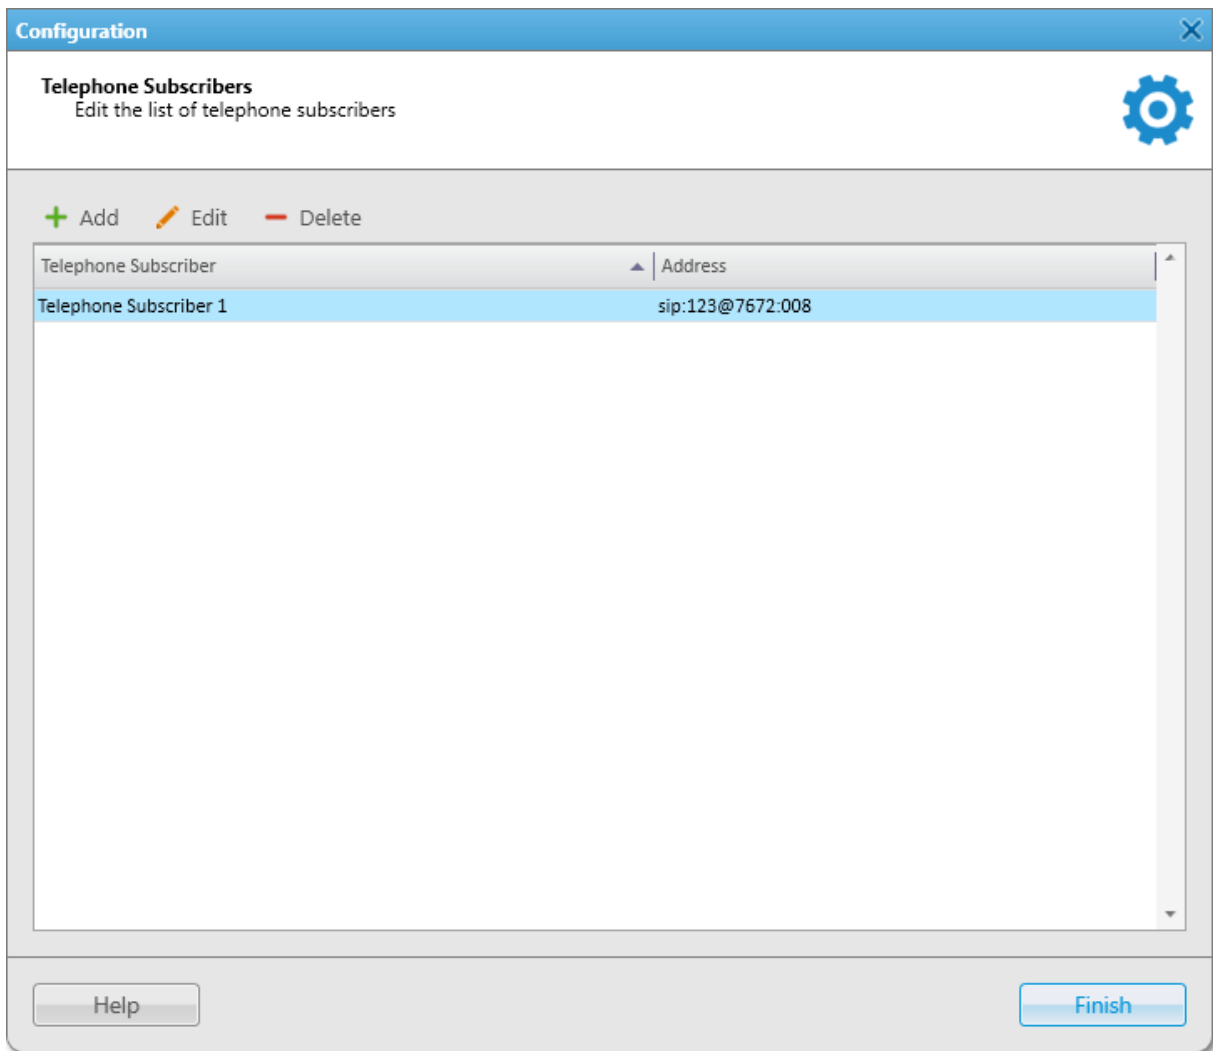 Configuration
Telephone Subscribers
Edit the list of telephone subscribers
Add Edit Delete
Telephone Subscriber Address
Telephone Subscriber 1 sip:123@7672:008
Help Finish